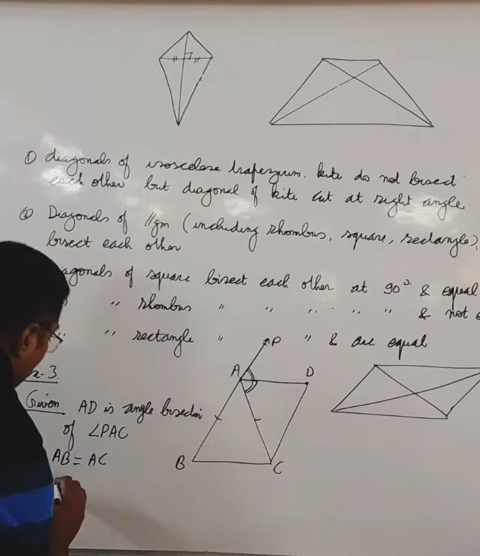 ① diagonals of isoscelese trapezium, kite do not bisect
each other but diagonal of kite cut at right angle
② Diagonals of ||gm (including rhombus, square, rectangle)
bisect each other
agonals of square bisect each other at 90° & equal
" rhombus " " " " & not
" rectangle " " & are equal
P
A D
B C
x-3
Given AD is angle bisector
of ∠PAC
AB = AC